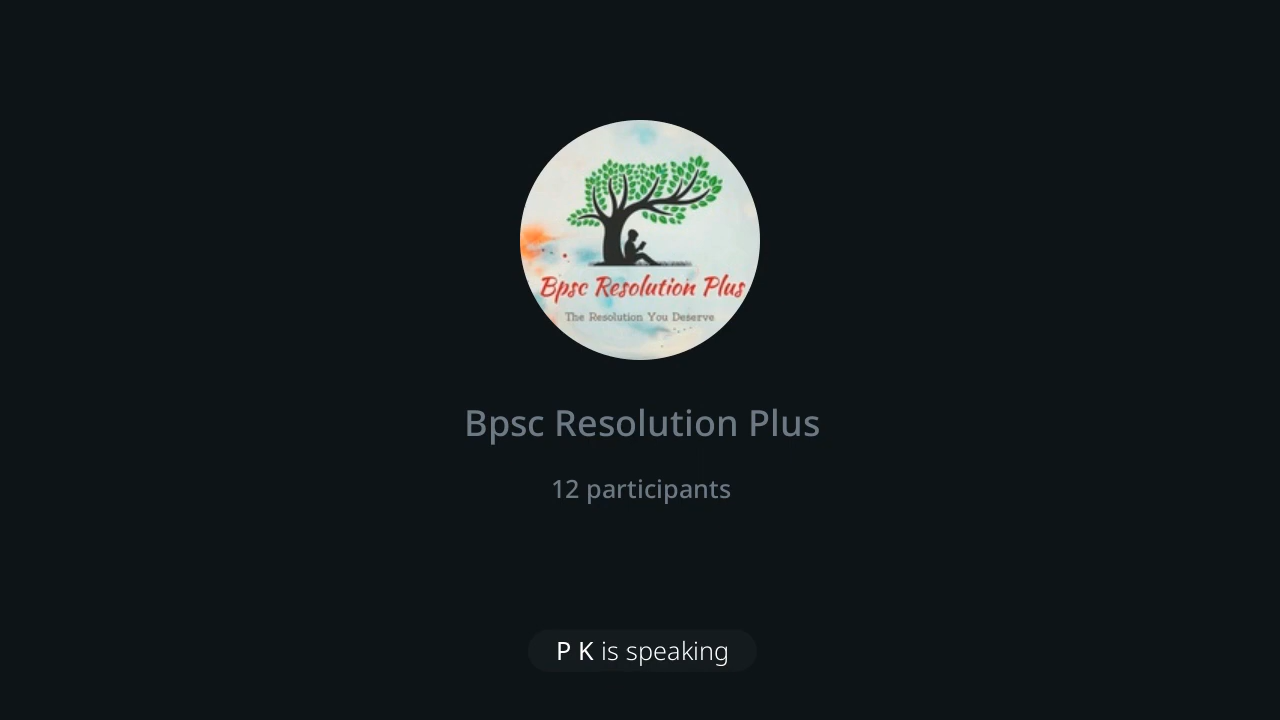 Bpsc Resolution Plus
The Resolution You Deserve
Bpsc Resolution Plus
12 participants
P K is speaking